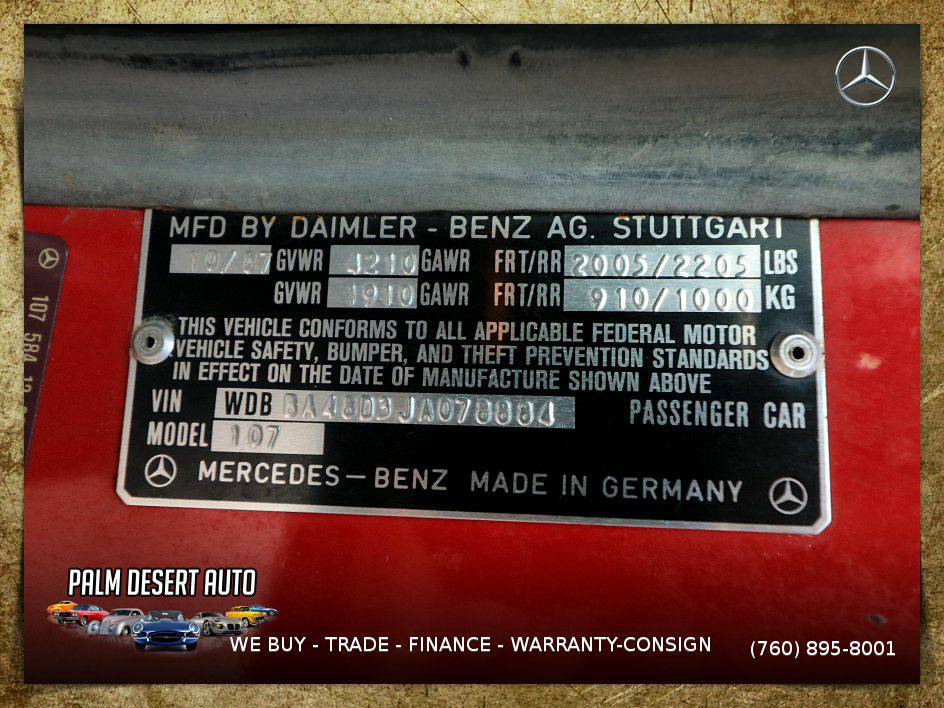 MFD BY DAIMLER - BENZ AG. STUTTGART
10/87 GVWR 4210 GAWR FRT/RR 2005/2205 LBS
GVWR 1910 GAWR FRT/RR 910/1000 KG
THIS VEHICLE CONFORMS TO ALL APPLICABLE FEDERAL MOTOR
VEHICLE SAFETY, BUMPER, AND THEFT PREVENTION STANDARDS
IN EFFECT ON THE DATE OF MANUFACTURE SHOWN ABOVE
VIN WDB BA48D3JA078884 PASSENGER CAR
MODEL 107
MERCEDES-BENZ MADE IN GERMANY
107 584
PALM DESERT AUTO
WE BUY - TRADE - FINANCE - WARRANTY-CONSIGN
(760) 895-8001